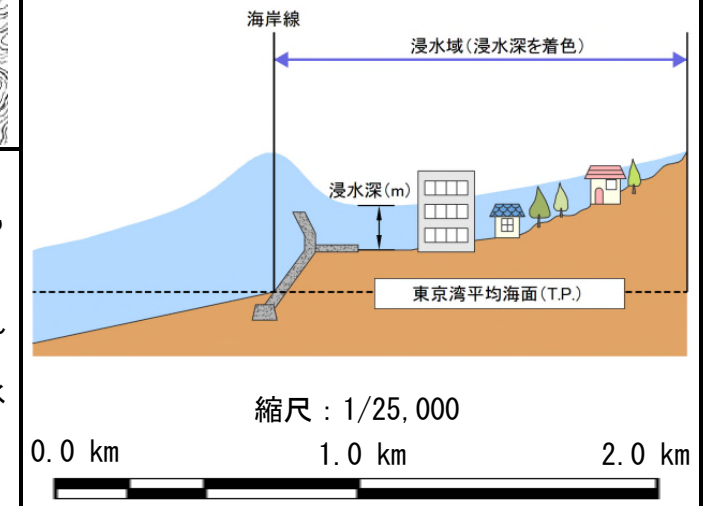 海岸線
浸水域(浸水深を着色)
浸水深(m)
東京湾平均海面(T.P.)
縮尺：1/25,000
0.0 km 1.0 km 2.0 km